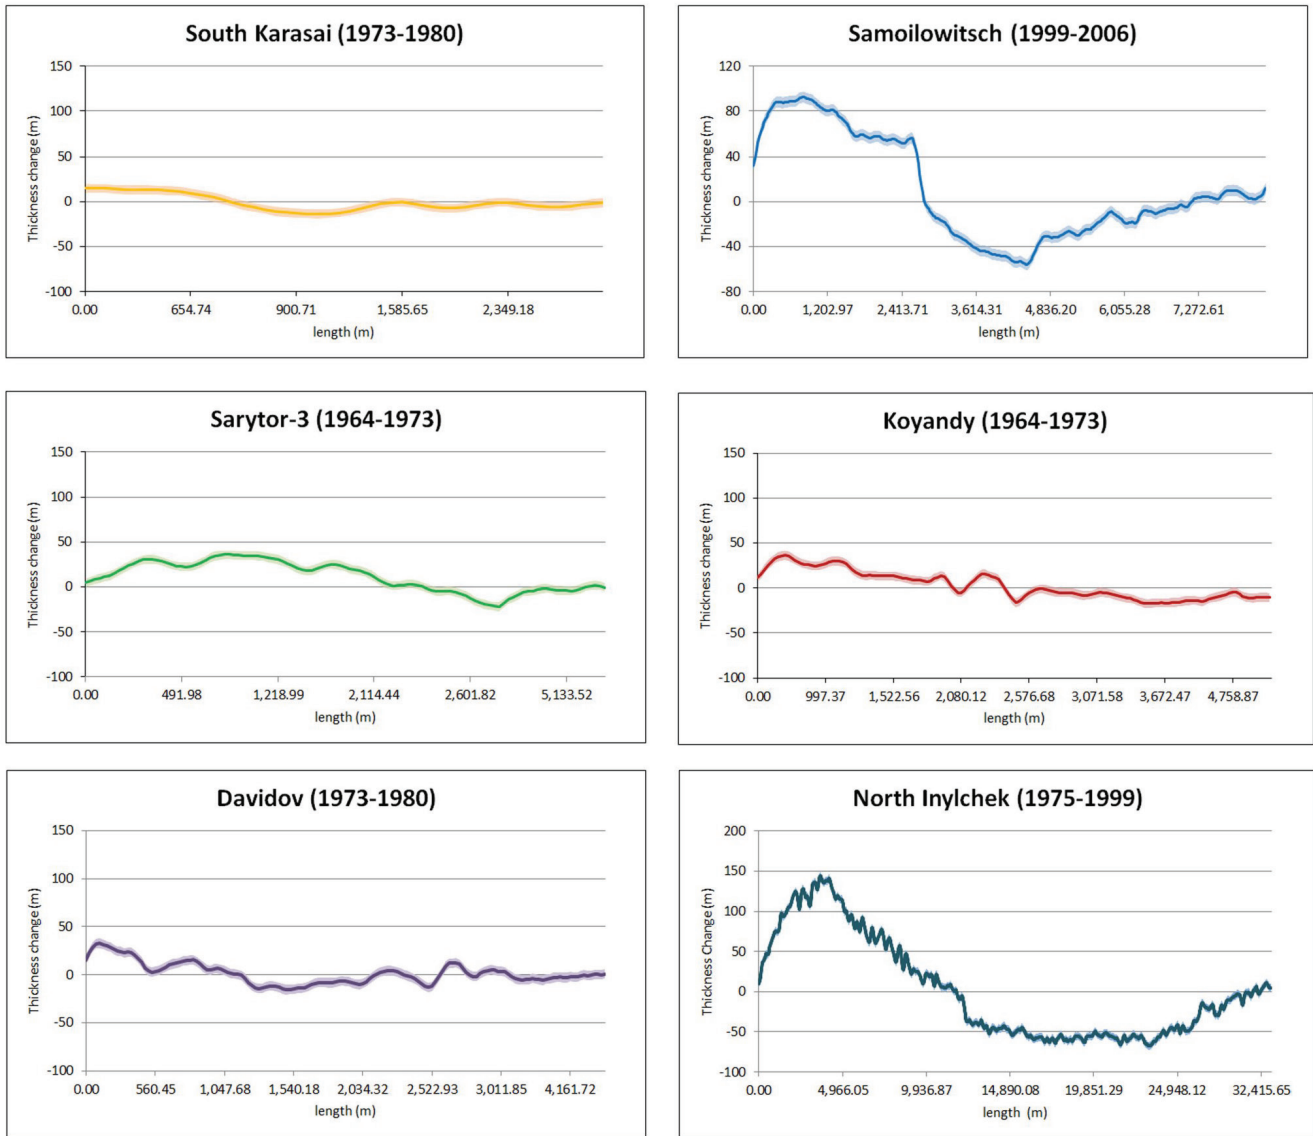 South Karasai (1973-1980)
150
100
50
0
-50
-100
Thickness change (m)
0.00 654.74 900.71 1,585.65 2,349.18
length (m)
Samoilowitsch (1999-2006)
120
80
40
0
-40
-80
Thickness change (m)
0.00 1,202.97 2,413.71 3,614.31 4,836.20 6,055.28 7,272.61
length (m)
Sarytor-3 (1964-1973)
150
100
50
0
-50
-100
Thickness change (m)
0.00 491.98 1,218.99 2,114.44 2,601.82 5,133.52
length (m)
Koyandy (1964-1973)
150
100
50
0
-50
-100
Thickness change (m)
0.00 997.37 1,522.56 2,080.12 2,576.68 3,071.58 3,672.47 4,758.87
length (m)
Davidov (1973-1980)
150
100
50
0
-50
-100
Thickness change (m)
0.00 560.45 1,047.68 1,540.18 2,034.32 2,522.93 3,011.85 4,161.72
length (m)
North Inylchek (1975-1999)
200
150
100
50
0
-50
-100
Thickness Change (m)
0.00 4,966.05 9,936.87 14,890.08 19,851.29 24,948.12 32,415.65
length (m)